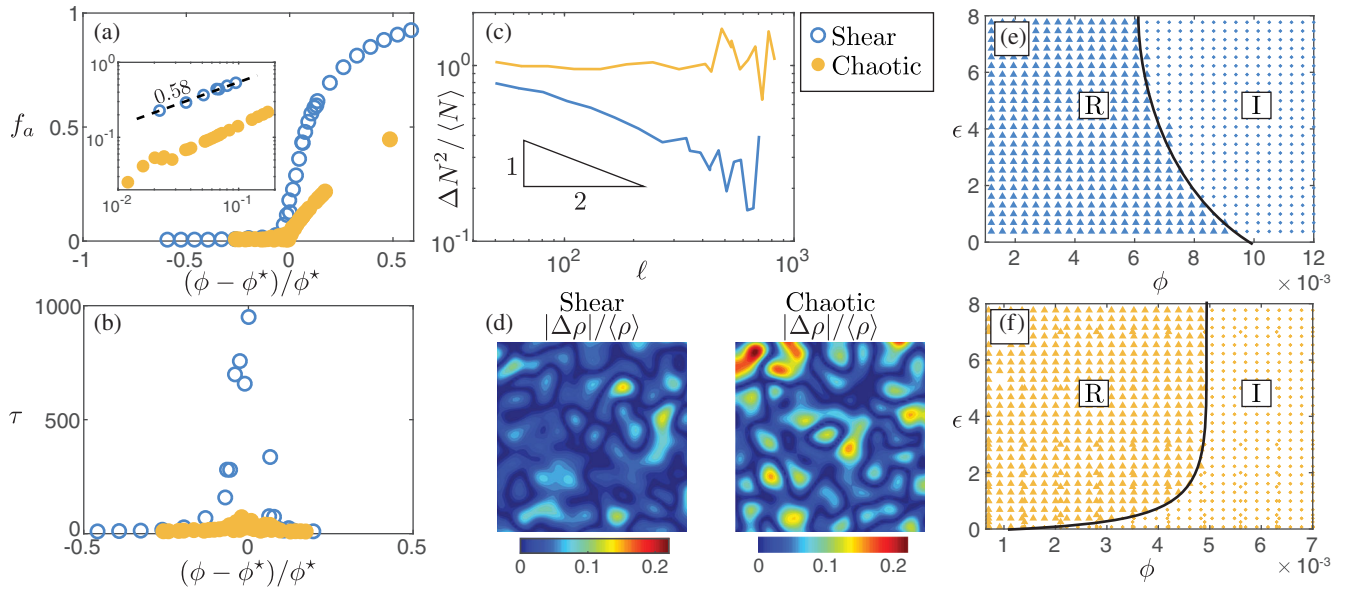 (a)
f_a
1
0.5
0
-1
-0.5
0
0.5
(ϕ − ϕ⋆)/ϕ⋆
10^0
10^-1
10^-2
10^-1
0.58
(b)
τ
1000
500
0
-0.5
0
0.5
(ϕ − ϕ⋆)/ϕ⋆
(c)
ΔN²/⟨N⟩
10^0
10^-1
10^2
10^3
ℓ
1
2
Shear
Chaotic
(d)
Shear
|Δρ|/⟨ρ⟩
0 0.1 0.2
Chaotic
|Δρ|/⟨ρ⟩
0 0.1 0.2
(e)
ϵ
8
6
4
2
0
R
I
2 4 6 8 10 12
ϕ
× 10^-3
(f)
ϵ
8
6
4
2
0
R
I
1 2 3 4 5 6 7
ϕ
× 10^-3